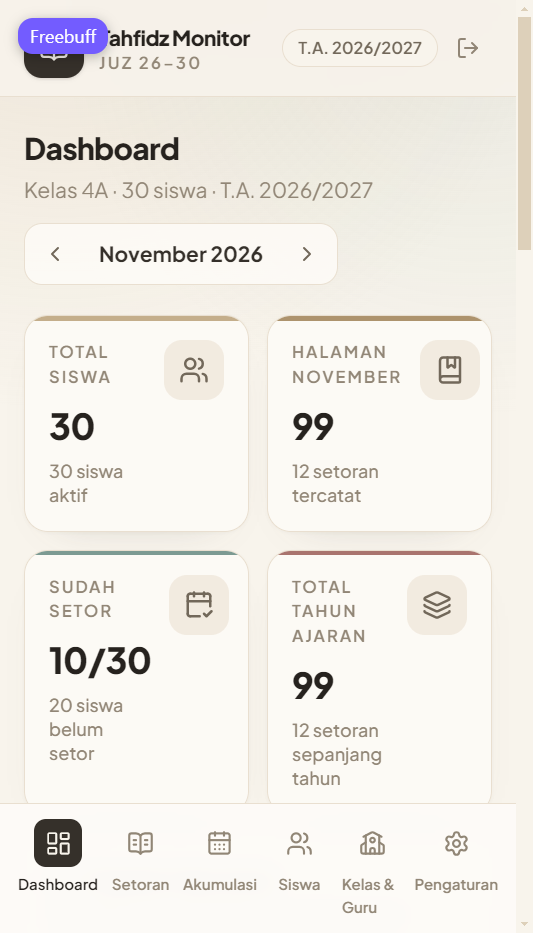 Freebuff
Tahfidz Monitor
JUZ 26–30
T.A. 2026/2027
Dashboard
Kelas 4A · 30 siswa · T.A. 2026/2027
November 2026
TOTAL
SISWA
30
30 siswa
aktif
HALAMAN
NOVEMBER
99
12 setoran
tercatat
SUDAH
SETOR
10/30
20 siswa
belum
setor
TOTAL
TAHUN
AJARAN
99
12 setoran
sepanjang
tahun
Dashboard
Setoran
Akumulasi
Siswa
Kelas &
Guru
Pengaturan